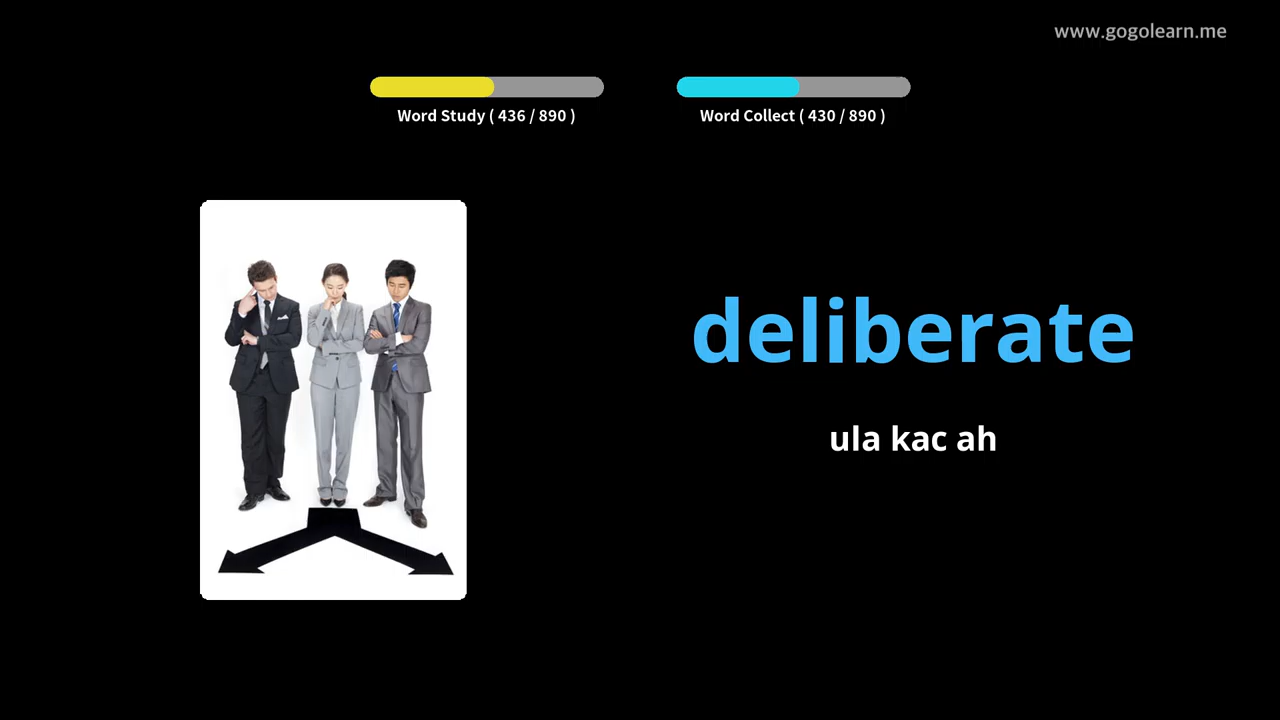 www.gogolearn.me
Word Study ( 436 / 890 )
Word Collect ( 430 / 890 )
deliberate
ula kac ah